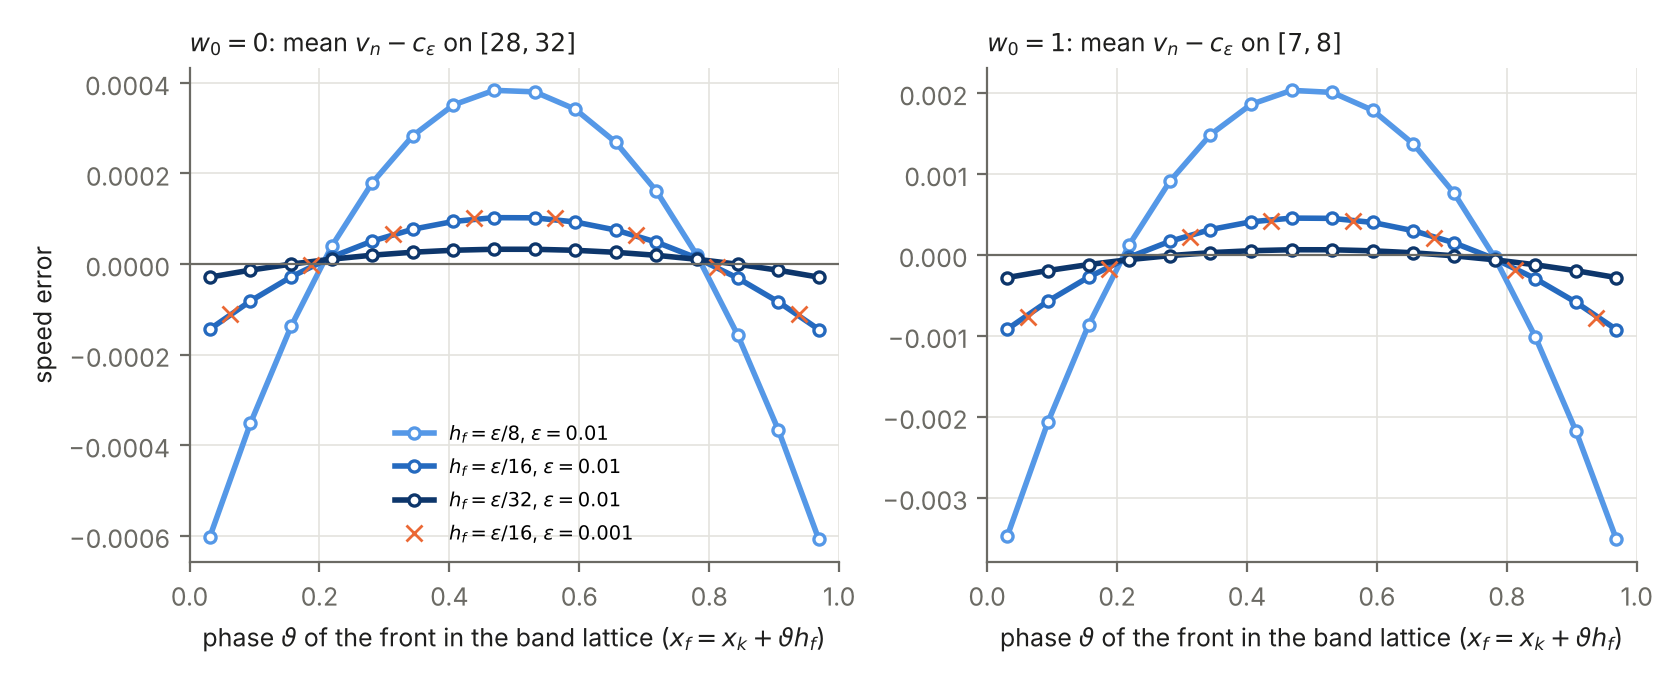 w₀ = 0: mean vₙ − c_ε on [28, 32]
0.0004
0.0002
0.0000
−0.0002
−0.0004
−0.0006
speed error
h_f = ε/8, ε = 0.01
h_f = ε/16, ε = 0.01
h_f = ε/32, ε = 0.01
h_f = ε/16, ε = 0.001
0.0 0.2 0.4 0.6 0.8 1.0
phase ϑ of the front in the band lattice (x_f = x_k + ϑh_f)
w₀ = 1: mean vₙ − c_ε on [7, 8]
0.002
0.001
0.000
−0.001
−0.002
−0.003
0.0 0.2 0.4 0.6 0.8 1.0
phase ϑ of the front in the band lattice (x_f = x_k + ϑh_f)